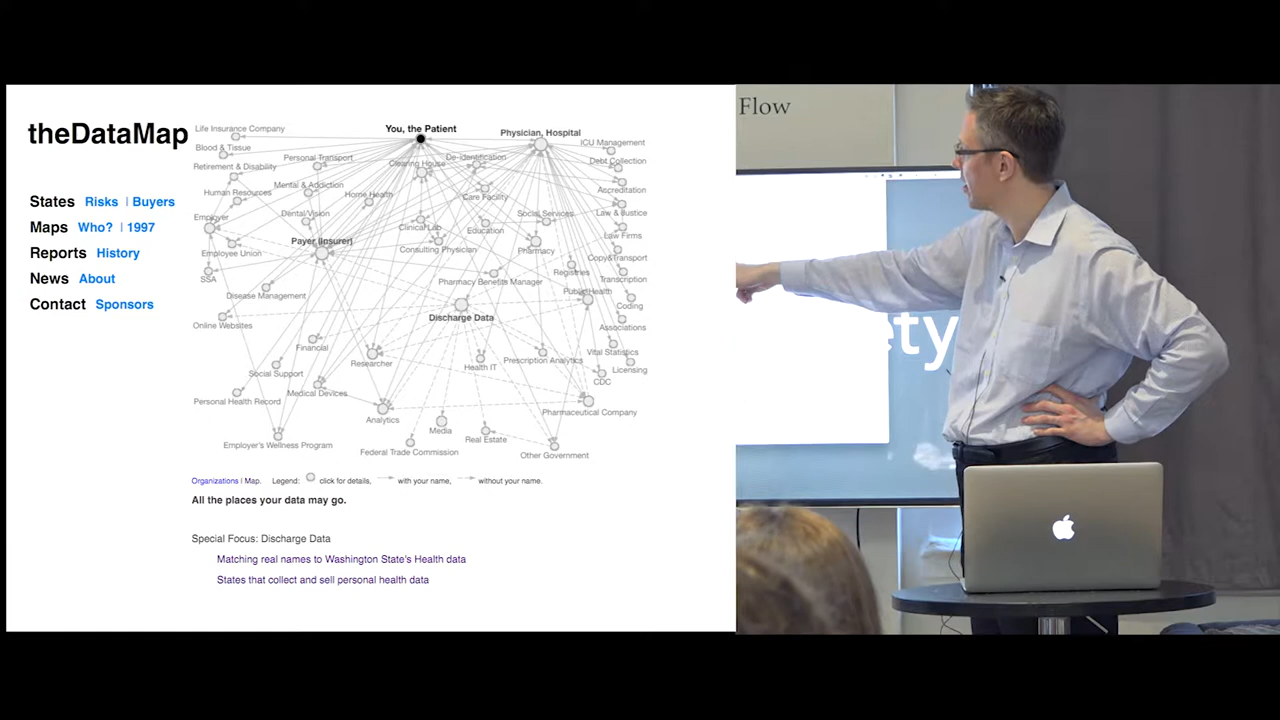 theDataMap
States Risks | Buyers
Maps Who? | 1997
Reports History
News About
Contact Sponsors
Life Insurance Company
You, the Patient
Physician, Hospital
Blood & Tissue
ICU Management
Retirement & Disability
Personal Transport
Clearing House
De-identification
Debt Collection
Human Resources
Mental & Addiction
Home Health
Care Facility
Accreditation
Employer
Dental/Vision
Clinical Lab
Education
Social Services
Law & Justice
Employee Union
Payer (Insurer)
Consulting Physician
Pharmacy
Law Firms
SSA
Copy&Transport
Disease Management
Pharmacy Benefits Manager
Registries
Transcription
Online Websites
Discharge Data
Public Health
Coding
Associations
Financial
Researcher
Health IT
Prescription Analytics
Vital Statistics
Social Support
Licensing
CDC
Personal Health Record
Medical Devices
Analytics
Media
Pharmaceutical Company
Employer's Wellness Program
Federal Trade Commission
Real Estate
Other Government
Organizations | Map. Legend: click for details, with your name, without your name.
All the places your data may go.
Special Focus: Discharge Data
Matching real names to Washington State's Health data
States that collect and sell personal health data
Flow
ety